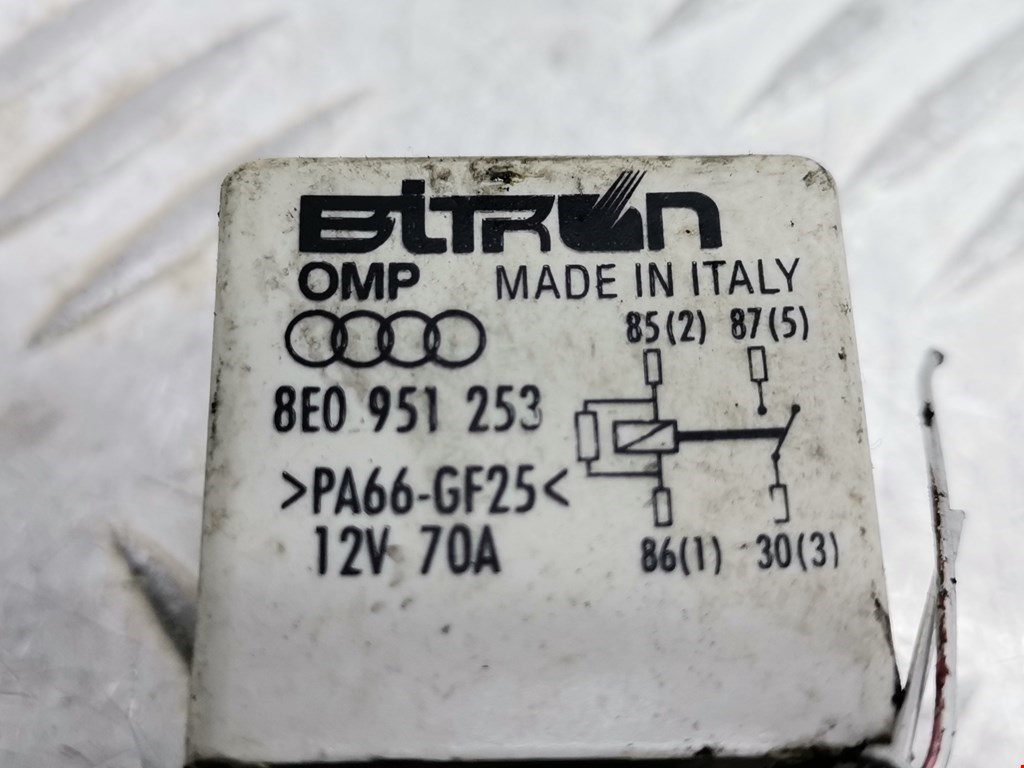 BiTRON
OMP MADE IN ITALY
85(2) 87(5)
8E0 951 253
>PA66-GF25<
12V 70A
86(1) 30(3)